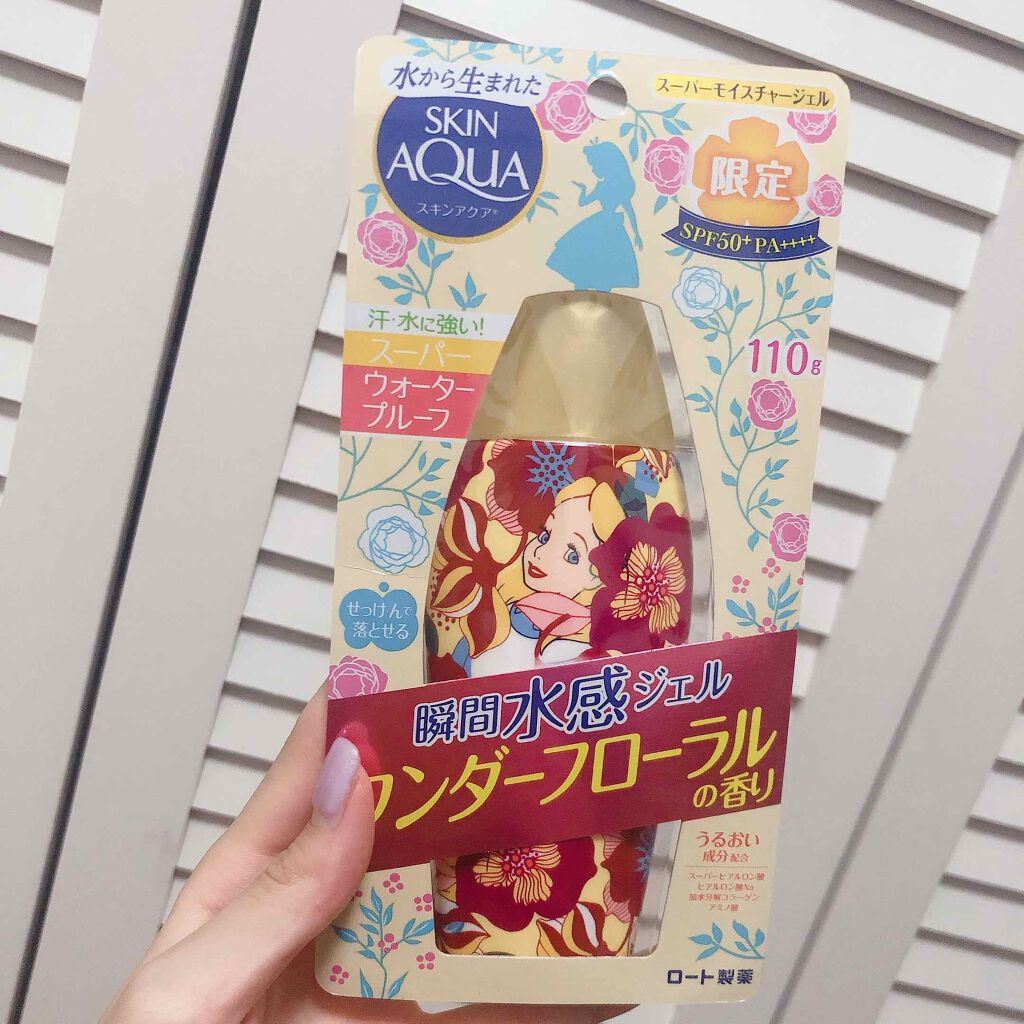 水から生まれた
SKIN
AQUA
スキンアクア®
スーパーモイスチャージェル
限定
SPF50+ PA++++
汗・水に強い!
スーパー
ウォーター
プルーフ
110g
せっけんで
落とせる
瞬間水感ジェル
ワンダーフローラル
の香り
うるおい
成分配合
スーパーヒアルロン酸
ヒアルロン酸Na
加水分解コラーゲン
アミノ酸
ロート製薬